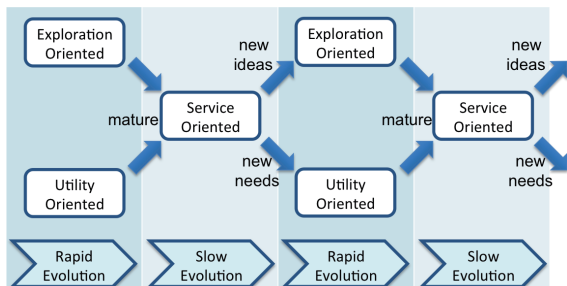 Exploration
Oriented
new
ideas
Exploration
Oriented
new
ideas
mature
Service
Oriented
mature
Service
Oriented
Utility
Oriented
new
needs
Utility
Oriented
new
needs
Rapid
Evolution
Slow
Evolution
Rapid
Evolution
Slow
Evolution